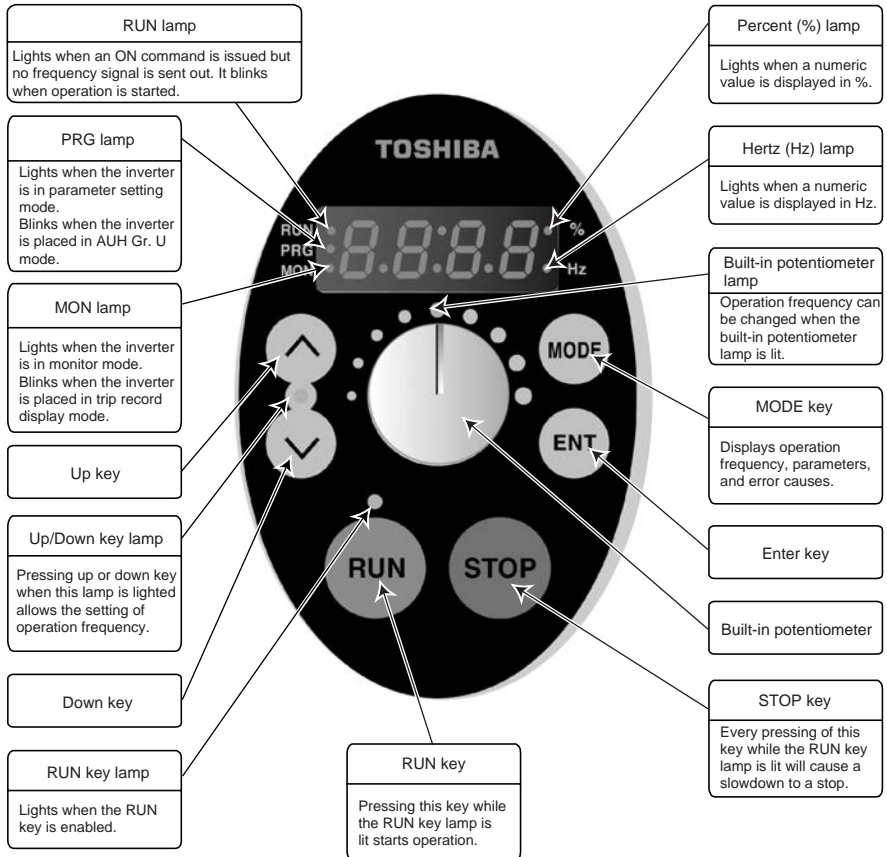 RUN lamp
Lights when an ON command is issued but
no frequency signal is sent out. It blinks
when operation is started.
PRG lamp
Lights when the inverter
is in parameter setting
mode.
Blinks when the inverter
is placed in AUH Gr. U
mode.
MON lamp
Lights when the inverter
is in monitor mode.
Blinks when the inverter
is placed in trip record
display mode.
Up key
Up/Down key lamp
Pressing up or down key
when this lamp is lighted
allows the setting of
operation frequency.
Down key
RUN key lamp
Lights when the RUN
key is enabled.
TOSHIBA
RUN
PRG
MON
8.8.8.8.
%
Hz
MODE
ENT
RUN
STOP
RUN key
Pressing this key while
the RUN key lamp is
lit starts operation.
Percent (%) lamp
Lights when a numeric
value is displayed in %.
Hertz (Hz) lamp
Lights when a numeric
value is displayed in Hz.
Built-in potentiometer
lamp
Operation frequency can
be changed when the
built-in potentiometer
lamp is lit.
MODE key
Displays operation
frequency, parameters,
and error causes.
Enter key
Built-in potentiometer
STOP key
Every pressing of this
key while the RUN key
lamp is lit will cause a
slowdown to a stop.